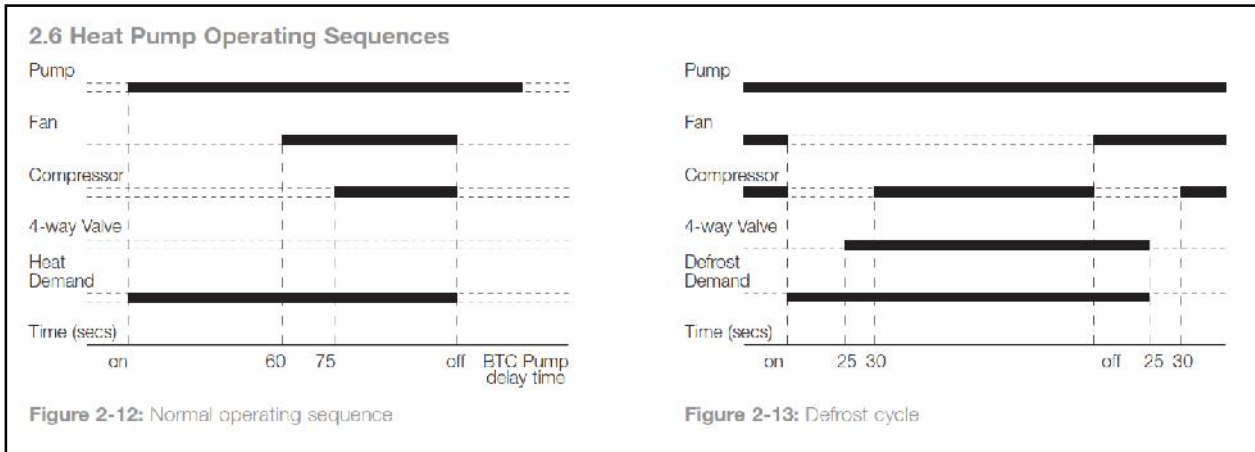 2.6 Heat Pump Operating Sequences
Pump
Fan
Compressor
4-way Valve
Heat
Demand
Time (secs)
on 60 75 off BTC Pump
delay time
Figure 2-12: Normal operating sequence
Pump
Fan
Compressor
4-way Valve
Defrost
Demand
Time (secs)
on 25 30 off 25 30
Figure 2-13: Defrost cycle